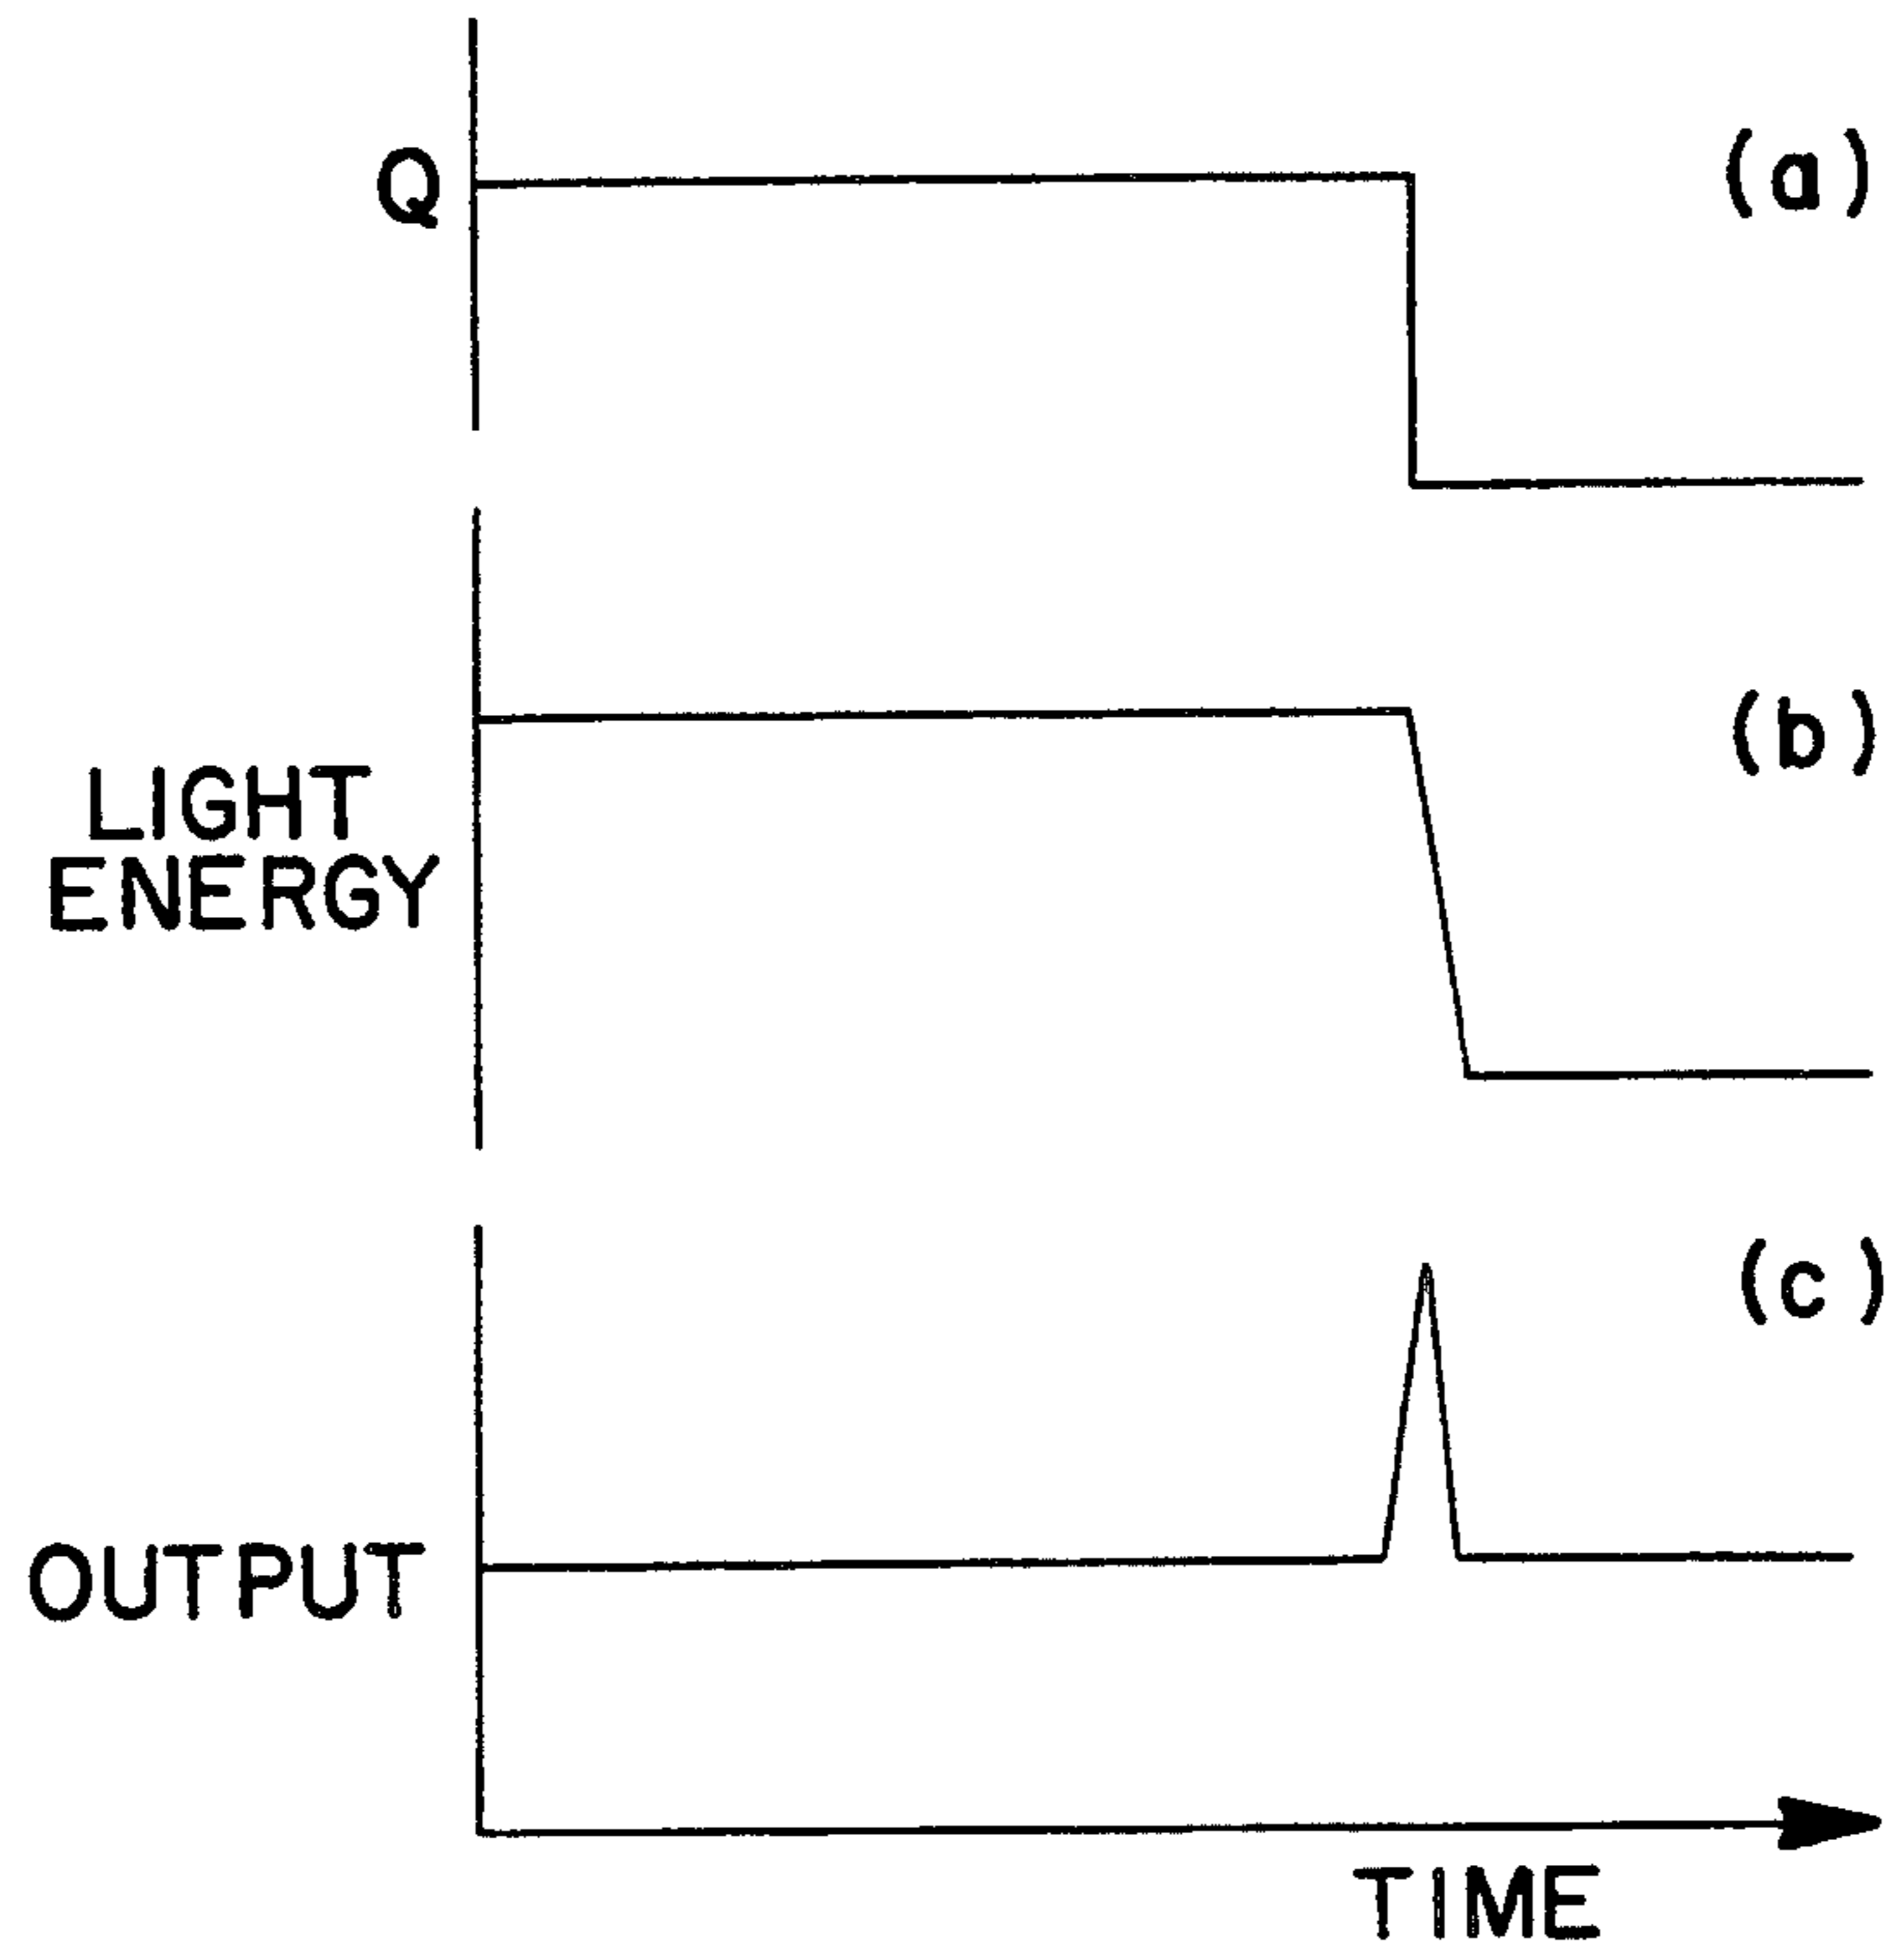 Q
(a)
(b)
LIGHT
ENERGY
(c)
OUTPUT
TIME